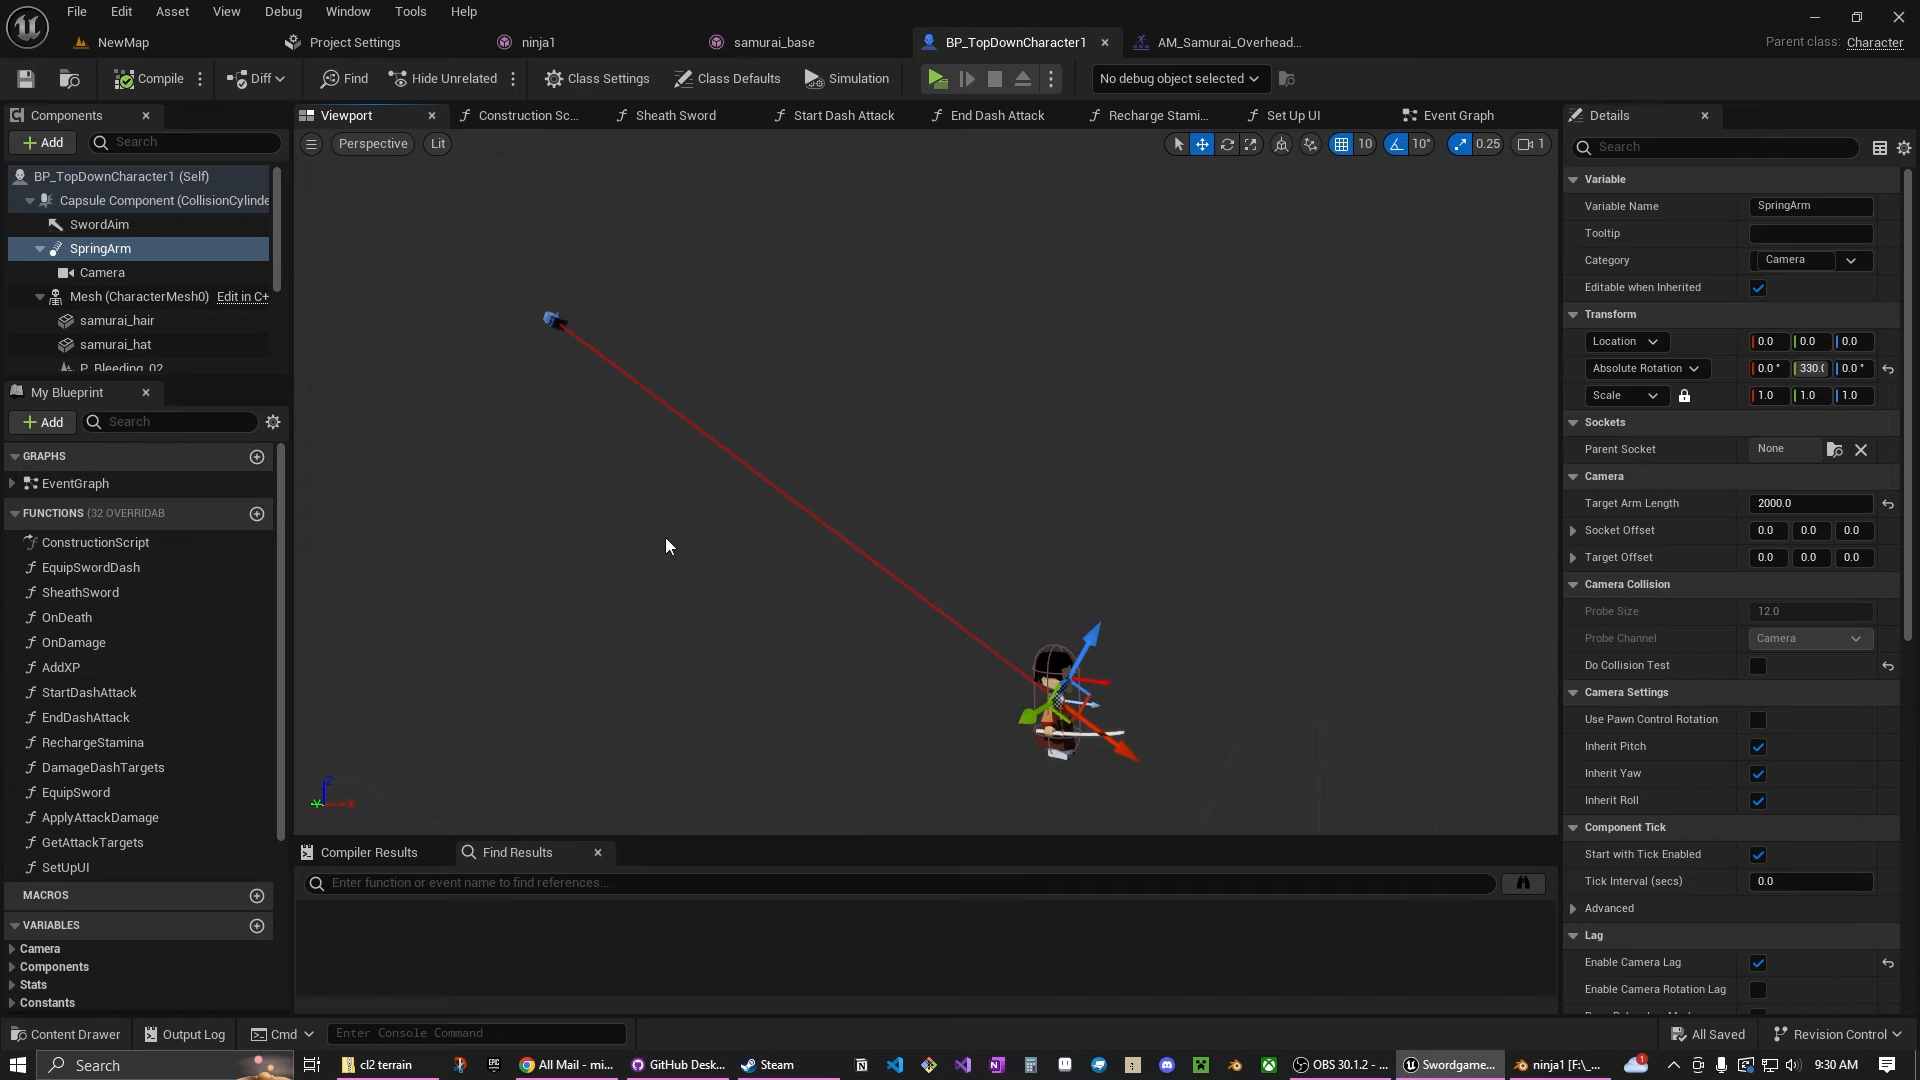 File Edit Asset View Debug Window Tools Help
NewMap Project Settings ninja1 samurai_base BP_TopDownCharacter1 AM_Samurai_Overhead... Parent class: Character
Compile Diff Find Hide Unrelated Class Settings Class Defaults Simulation No debug object selected
Components
Add Search
BP_TopDownCharacter1 (Self)
Capsule Component (CollisionCylinde
SwordAim
SpringArm
Camera
Mesh (CharacterMesh0) Edit in C+
samurai_hair
samurai_hat
P_Bleeding_02
My Blueprint
Add Search
GRAPHS
EventGraph
FUNCTIONS (32 OVERRIDAB
ConstructionScript
EquipSwordDash
SheathSword
OnDeath
OnDamage
AddXP
StartDashAttack
EndDashAttack
RechargeStamina
DamageDashTargets
EquipSword
ApplyAttackDamage
GetAttackTargets
SetUpUI
MACROS
VARIABLES
Camera
Components
Stats
Constants
Viewport Construction Sc... Sheath Sword Start Dash Attack End Dash Attack Recharge Stami... Set Up UI Event Graph
Perspective Lit 10 10° 0.25 1
Z
Y X
Compiler Results Find Results
Enter function or event name to find references...
Details
Search
Variable
Variable Name SpringArm
Tooltip
Category Camera
Editable when Inherited
Transform
Location 0.0 0.0 0.0
Absolute Rotation 0.0 ° 330.( 0.0 °
Scale 1.0 1.0 1.0
Sockets
Parent Socket None
Camera
Target Arm Length 2000.0
Socket Offset 0.0 0.0 0.0
Target Offset 0.0 0.0 0.0
Camera Collision
Probe Size 12.0
Probe Channel Camera
Do Collision Test
Camera Settings
Use Pawn Control Rotation
Inherit Pitch
Inherit Yaw
Inherit Roll
Component Tick
Start with Tick Enabled
Tick Interval (secs) 0.0
Advanced
Lag
Enable Camera Lag
Enable Camera Rotation Lag
Content Drawer Output Log Cmd Enter Console Command All Saved Revision Control
Search cl2 terrain All Mail - mi... GitHub Desk... Steam OBS 30.1.2 - ... Swordgame... ninja1 [F:\_... 1 9:30 AM